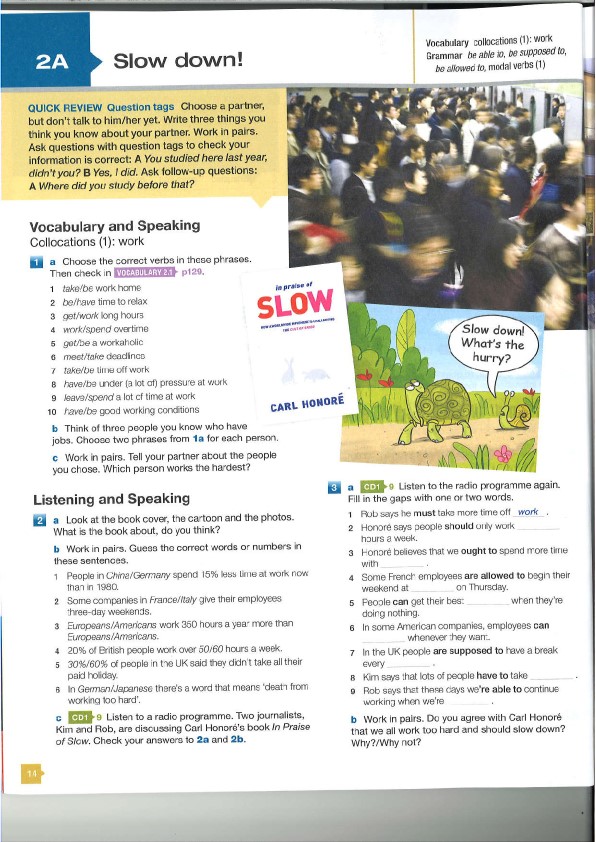 2A
Slow down!
Vocabulary collocations (1): work
Grammar be able to, be supposed to,
be allowed to, modal verbs (1)
QUICK REVIEW Question tags Choose a partner,
but don't talk to him/her yet. Write three things you
think you know about your partner. Work in pairs.
Ask questions with question tags to check your
information is correct: A You studied here last year,
didn't you? B Yes, I did. Ask follow-up questions:
A Where did you study before that?
Vocabulary and Speaking
Collocations (1): work
1 a Choose the correct verbs in these phrases.
Then check in VOCABULARY 2.1 p129.
1 take/be work home
2 be/have time to relax
3 get/work long hours
4 work/spend overtime
5 get/be a workaholic
6 meet/take deadlines
7 take/be time off work
8 have/be under (a lot of) pressure at work
9 leave/spend a lot of time at work
10 have/be good working conditions
b Think of three people you know who have
jobs. Choose two phrases from 1a for each person.
c Work in pairs. Tell your partner about the people
you chose. Which person works the hardest?
in praise of
SLOW
CARL HONORÉ
Slow down!
What's the
hurry?
Listening and Speaking
2 a Look at the book cover, the cartoon and the photos.
What is the book about, do you think?
b Work in pairs. Guess the correct words or numbers in
these sentences.
1 People in China/Germany spend 15% less time at work now
than in 1980.
2 Some companies in France/Italy give their employees
three-day weekends.
3 Europeans/Americans work 350 hours a year more than
Europeans/Americans.
4 20% of British people work over 50/60 hours a week.
5 30%/60% of people in the UK said they didn't take all their
paid holiday.
6 In German/Japanese there's a word that means 'death from
working too hard'.
c CD1 9 Listen to a radio programme. Two journalists,
Kim and Rob, are discussing Carl Honoré's book In Praise
of Slow. Check your answers to 2a and 2b.
3 a CD1 9 Listen to the radio programme again.
Fill in the gaps with one or two words.
1 Rob says he must take more time off work.
2 Honoré says people should only work ________
hours a week.
3 Honoré believes that we ought to spend more time
with ________.
4 Some French employees are allowed to begin their
weekend at ________ on Thursday.
5 People can get their best ________ when they're
doing nothing.
6 In some American companies, employees can
________ whenever they want.
7 In the UK people are supposed to have a break
every ________.
8 Kim says that lots of people have to take ________.
9 Rob says that these days we're able to continue
working when we're ________.
b Work in pairs. Do you agree with Carl Honoré
that we all work too hard and should slow down?
Why?/Why not?
14